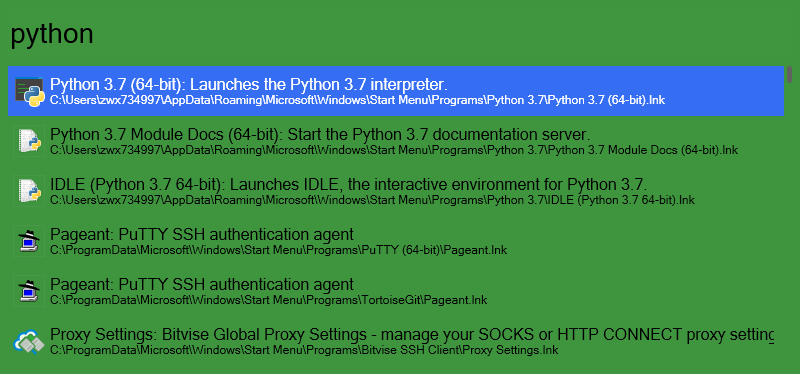 python
Python 3.7 (64-bit): Launches the Python 3.7 interpreter.
C:\Users\zwx734997\AppData\Roaming\Microsoft\Windows\Start Menu\Programs\Python 3.7\Python 3.7 (64-bit).lnk
Python 3.7 Module Docs (64-bit): Start the Python 3.7 documentation server.
C:\Users\zwx734997\AppData\Roaming\Microsoft\Windows\Start Menu\Programs\Python 3.7\Python 3.7 Module Docs (64-bit).lnk
IDLE (Python 3.7 64-bit): Launches IDLE, the interactive environment for Python 3.7.
C:\Users\zwx734997\AppData\Roaming\Microsoft\Windows\Start Menu\Programs\Python 3.7\IDLE (Python 3.7 64-bit).lnk
Pageant: PuTTY SSH authentication agent
C:\ProgramData\Microsoft\Windows\Start Menu\Programs\PuTTY (64-bit)\Pageant.lnk
Pageant: PuTTY SSH authentication agent
C:\ProgramData\Microsoft\Windows\Start Menu\Programs\TortoiseGit\Pageant.lnk
Proxy Settings: Bitvise Global Proxy Settings - manage your SOCKS or HTTP CONNECT proxy setting
C:\ProgramData\Microsoft\Windows\Start Menu\Programs\Bitvise SSH Client\Proxy Settings.lnk